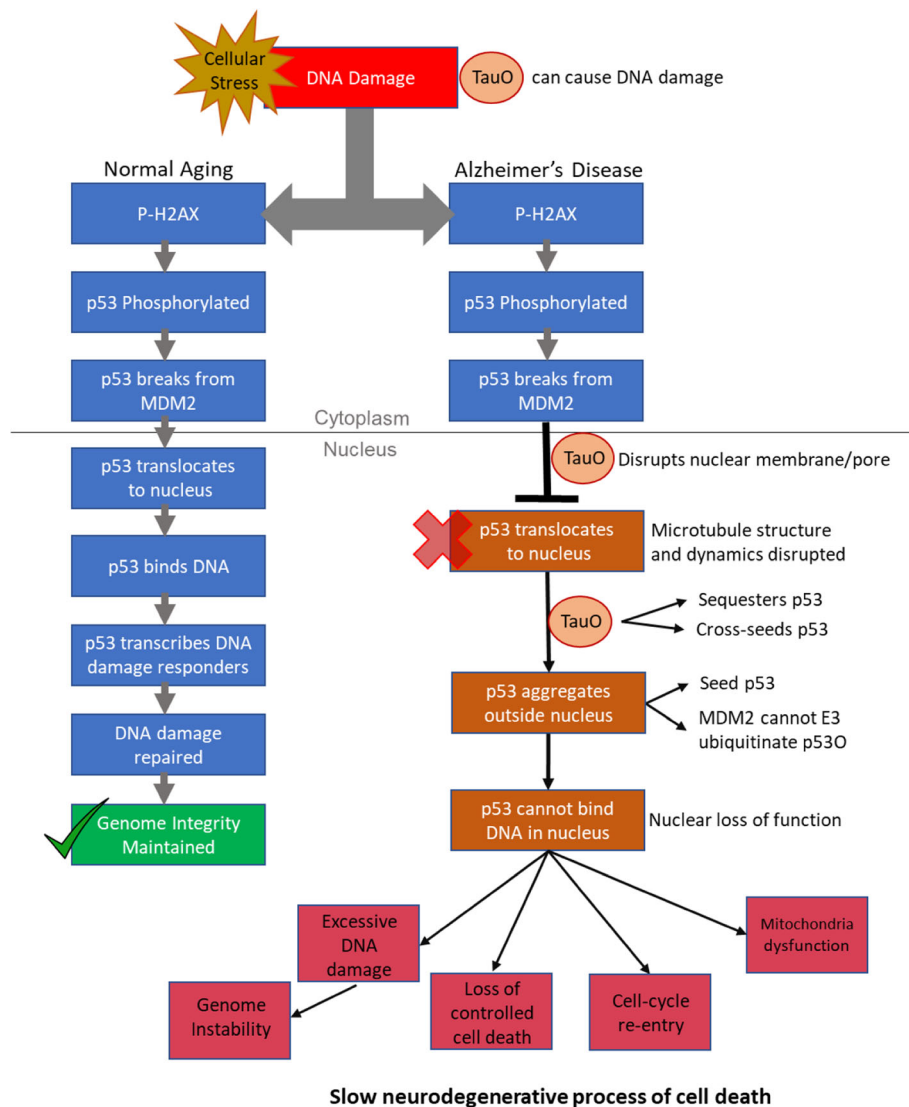 Cellular
Stress
DNA Damage
TauO
can cause DNA damage
Normal Aging
P-H2AX
p53 Phosphorylated
p53 breaks from
MDM2
Cytoplasm
Nucleus
p53 translocates
to nucleus
p53 binds DNA
p53 transcribes DNA
damage responders
DNA damage
repaired
Genome Integrity
Maintained
Alzheimer's Disease
P-H2AX
p53 Phosphorylated
p53 breaks from
MDM2
TauO
Disrupts nuclear membrane/pore
p53 translocates
to nucleus
Microtubule structure
and dynamics disrupted
TauO
Sequesters p53
Cross-seeds p53
p53 aggregates
outside nucleus
Seed p53
MDM2 cannot E3
ubiquitinate p53O
p53 cannot bind
DNA in nucleus
Nuclear loss of function
Excessive
DNA
damage
Genome
Instability
Loss of
controlled
cell death
Cell-cycle
re-entry
Mitochondria
dysfunction
Slow neurodegenerative process of cell death